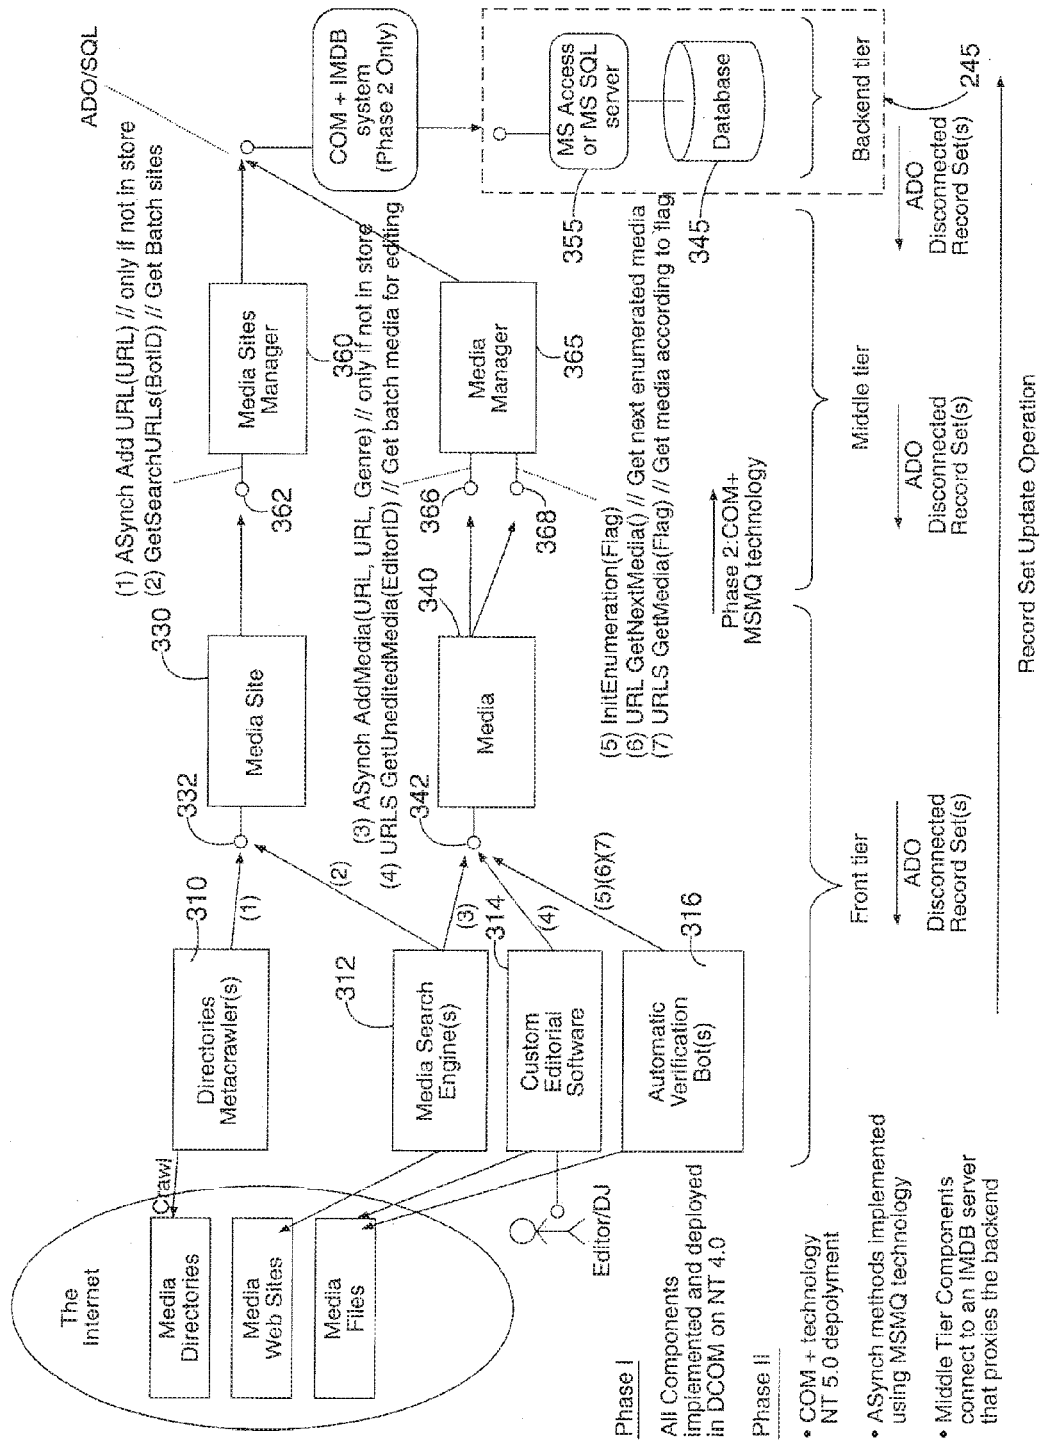 The
Internet
Media
Directories
Media
Web Sites
Media
Files
Crawl
Editor/DJ
310
Directories
Metacrawler(s)
312
Media Search
Engine(s)
314
Custom
Editorial
Software
316
Automatic
Verification
Bot(s)
(1)
(2)
(3)
(4)
(5)(6)(7)
332
330
Media Site
342
340
Media
(1) ASynch Add URL(URL) // only if not in store
(2) GetSearchURLs(BotID) // Get Batch sites
(3) ASynch AddMedia(URL, URL, Genre) // only if not in store
(4) URLS GetUneditedMedia(EditorID) // Get batch media for editing
(5) InitEnumeration(Flag)
(6) URL GetNextMedia() // Get next enumerated media
(7) URLS GetMedia(Flag) // Get media according to flag
362
Media Sites
Manager
360
366
368
Media
Manager
365
Phase 2:COM+
MSMQ technology
ADO/SQL
COM + IMDB
system
(Phase 2 Only)
MS Access
or MS SQL
server
355
Database
345
Backend tier
245
Front tier
Middle tier
ADO
Disconnected
Record Set(s)
ADO
Disconnected
Record Set(s)
ADO
Disconnected
Record Set(s)
Record Set Update Operation
Phase I
All Components
implemented and deployed
in DCOM on NT 4.0
Phase II
• COM + technology
NT 5.0 depolyment
• ASynch methods implemented
using MSMQ technology
• Middle Tier Components
connect to an IMDB server
that proxies the backend